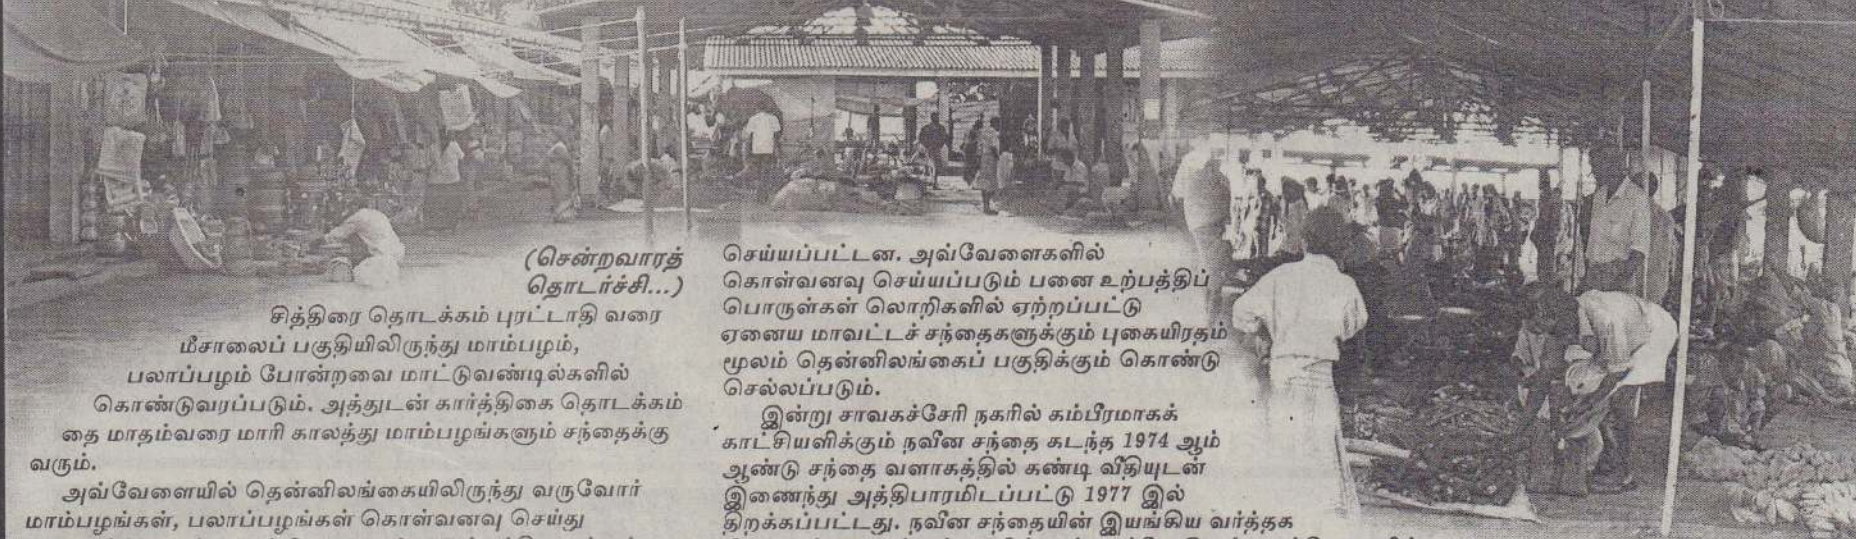 (சென்றவாரத்
தொடர்ச்சி...)
சித்திரை தொடக்கம் புரட்டாதி வரை
மீசாலைப் பகுதியிலிருந்து மாம்பழம்,
பலாப்பழம் போன்றவை மாட்டுவண்டில்களில்
கொண்டுவரப்படும். அத்துடன் கார்த்திகை தொடக்கம்
தை மாதம்வரை மாரி காலத்து மாம்பழங்களும் சந்தைக்கு
வரும்.
அவ்வேளையில் தென்னிலங்கையிலிருந்து வருவோர்
மாம்பழங்கள், பலாப்பழங்கள் கொள்வனவு செய்து
செய்யப்பட்டன. அவ்வேளைகளில்
கொள்வனவு செய்யப்படும் பனை உற்பத்திப்
பொருள்கள் லொறிகளில் ஏற்றப்பட்டு
ஏனைய மாவட்டச் சந்தைகளுக்கும் புகையிரதம்
மூலம் தென்னிலங்கைப் பகுதிக்கும் கொண்டு
செல்லப்படும்.
இன்று சாவகச்சேரி நகரில் கம்பீரமாகக்
காட்சியளிக்கும் நவீன சந்தை கடந்த 1974 ஆம்
ஆண்டு சந்தை வளாகத்தில் கண்டி வீதியுடன்
இணைந்து அத்திபாரமிடப்பட்டு 1977 இல்
திறக்கப்பட்டது. நவீன சந்தையின் இயங்கிய வர்த்தக